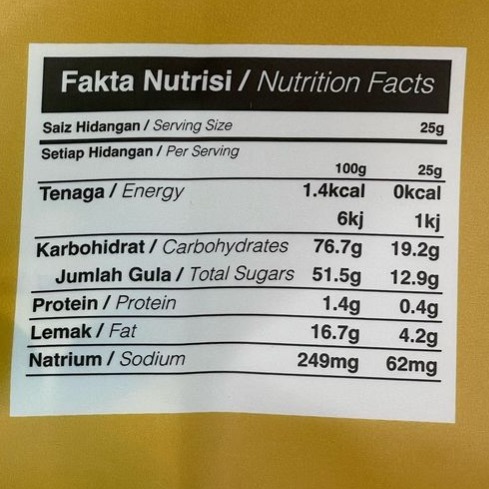 Fakta Nutrisi / Nutrition Facts
Saiz Hidangan / Serving Size 25g
Setiap Hidangan / Per Serving
100g 25g
Tenaga / Energy 1.4kcal 0kcal
6kj 1kj
Karbohidrat / Carbohydrates 76.7g 19.2g
Jumlah Gula / Total Sugars 51.5g 12.9g
Protein / Protein 1.4g 0.4g
Lemak / Fat 16.7g 4.2g
Natrium / Sodium 249mg 62mg